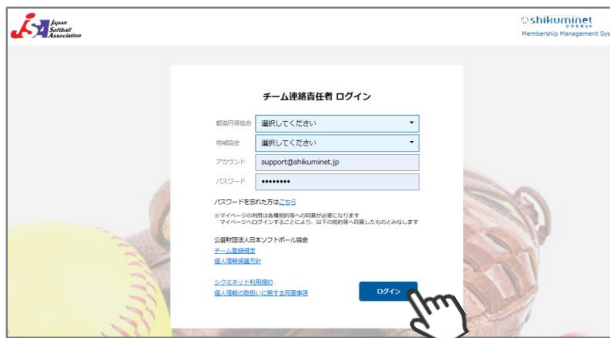 JSA Japan
Softball
Association
shikuminet
シクミネット
Membership Management Sys
チーム連絡責任者 ログイン
都道府県協会 選択してください
地域協会 選択してください
アカウント support@shikuminet.jp
パスワード ••••••••
パスワードを忘れた方はこちら
※マイページの利用は各種規約等への同意が必要になります
マイページへログインすることにより、以下の規約等へ同意したものとみなします
公益財団法人日本ソフトボール協会
チーム登録規定
個人情報保護方針
シクミネット利用規約
個人情報の取扱いに関する同意事項
ログイン